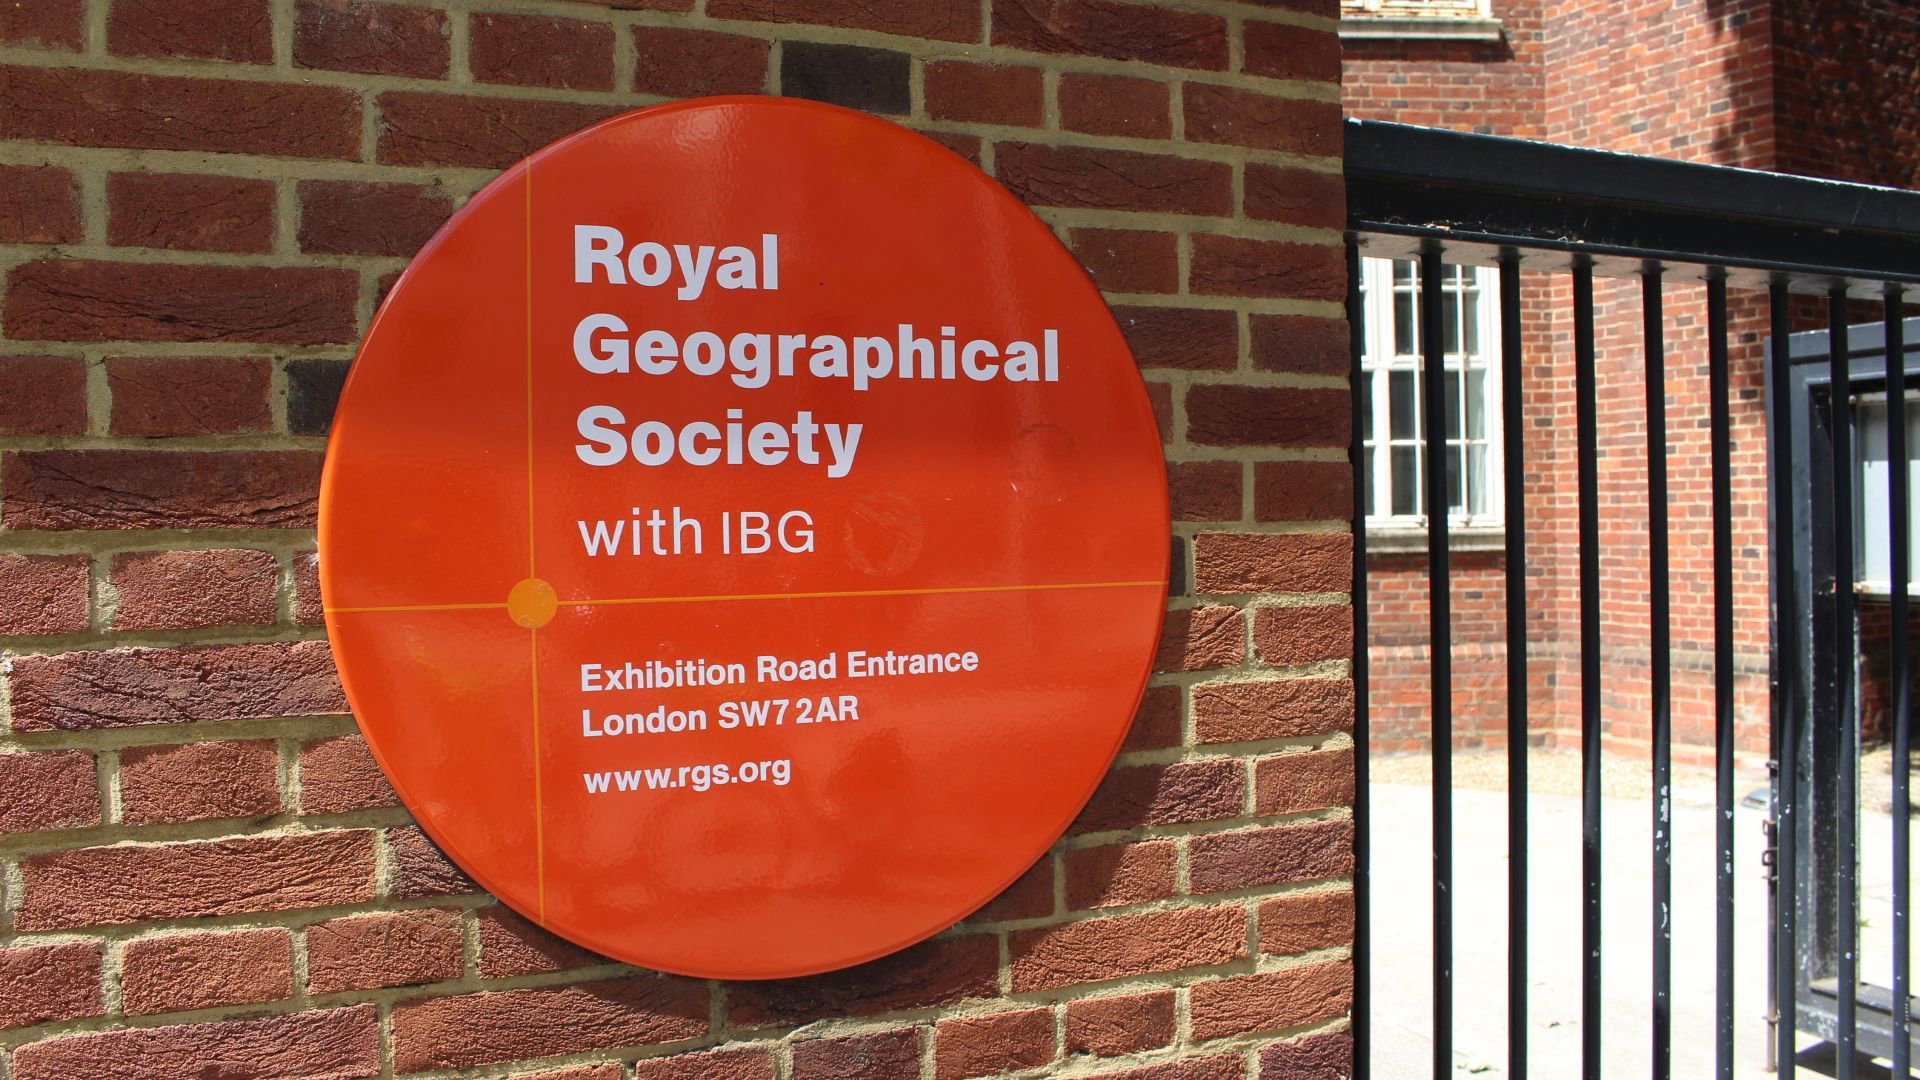 Royal
Geographical
Society
with IBG
Exhibition Road Entrance
London SW7 2AR
www.rgs.org